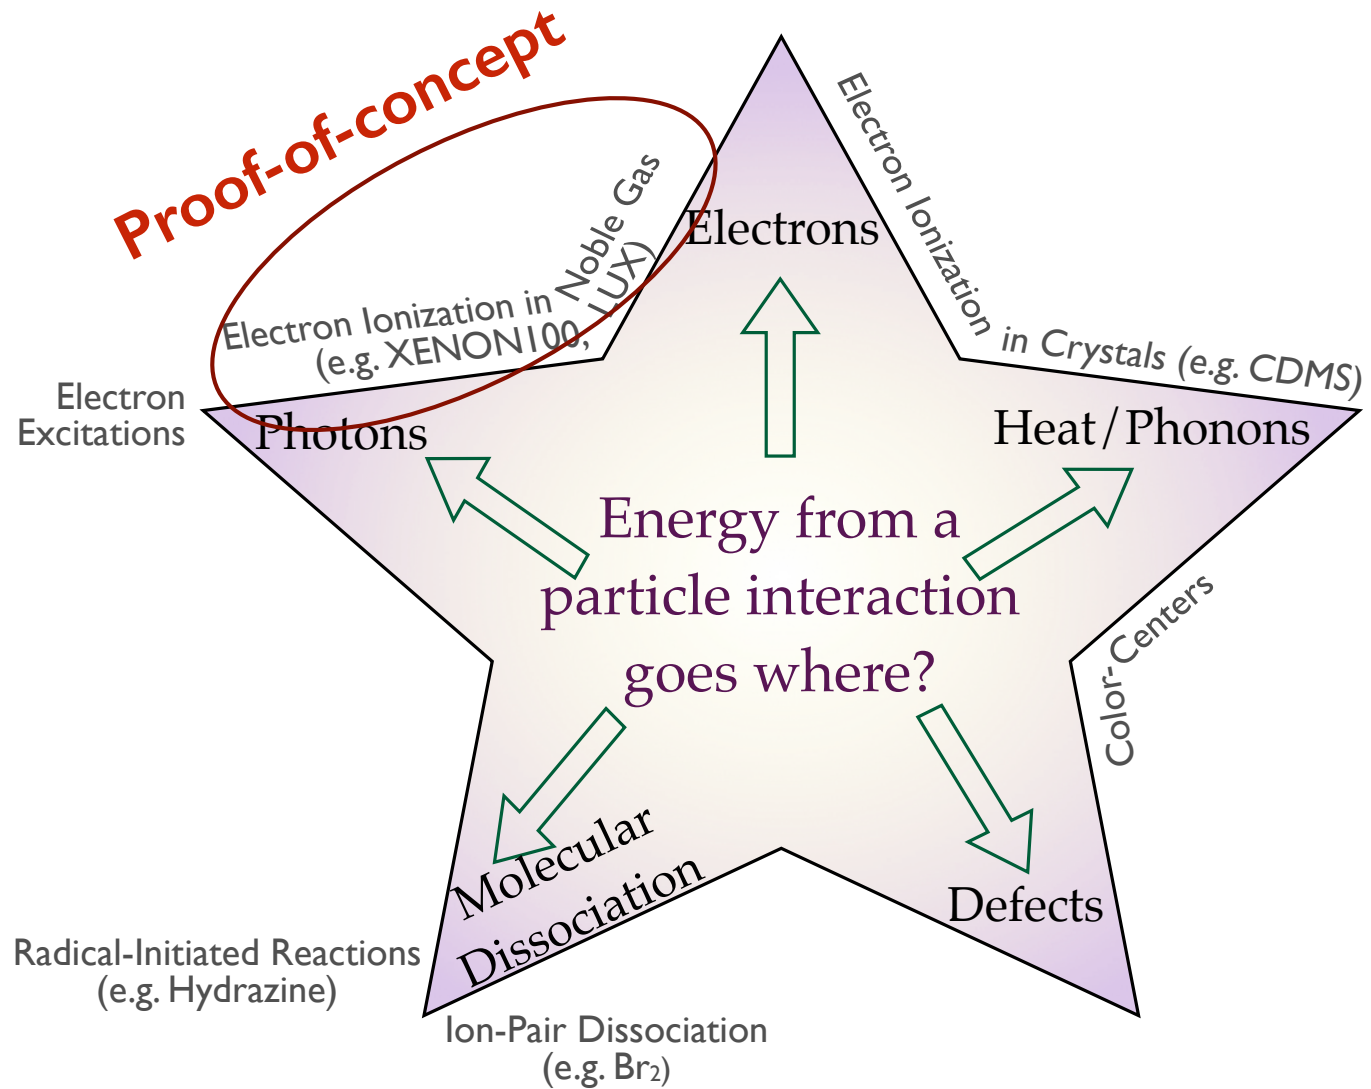 Proof-of-concept
Electron Ionization in Noble Gas
(e.g. XENON100, LUX)
Electron Ionization in Crystals (e.g. CDMS)
Electrons
Electron
Excitations
Photons
Heat/Phonons
Energy from a
particle interaction
goes where?
Color-Centers
Molecular
Dissociation
Defects
Radical-Initiated Reactions
(e.g. Hydrazine)
Ion-Pair Dissociation
(e.g. Br₂)